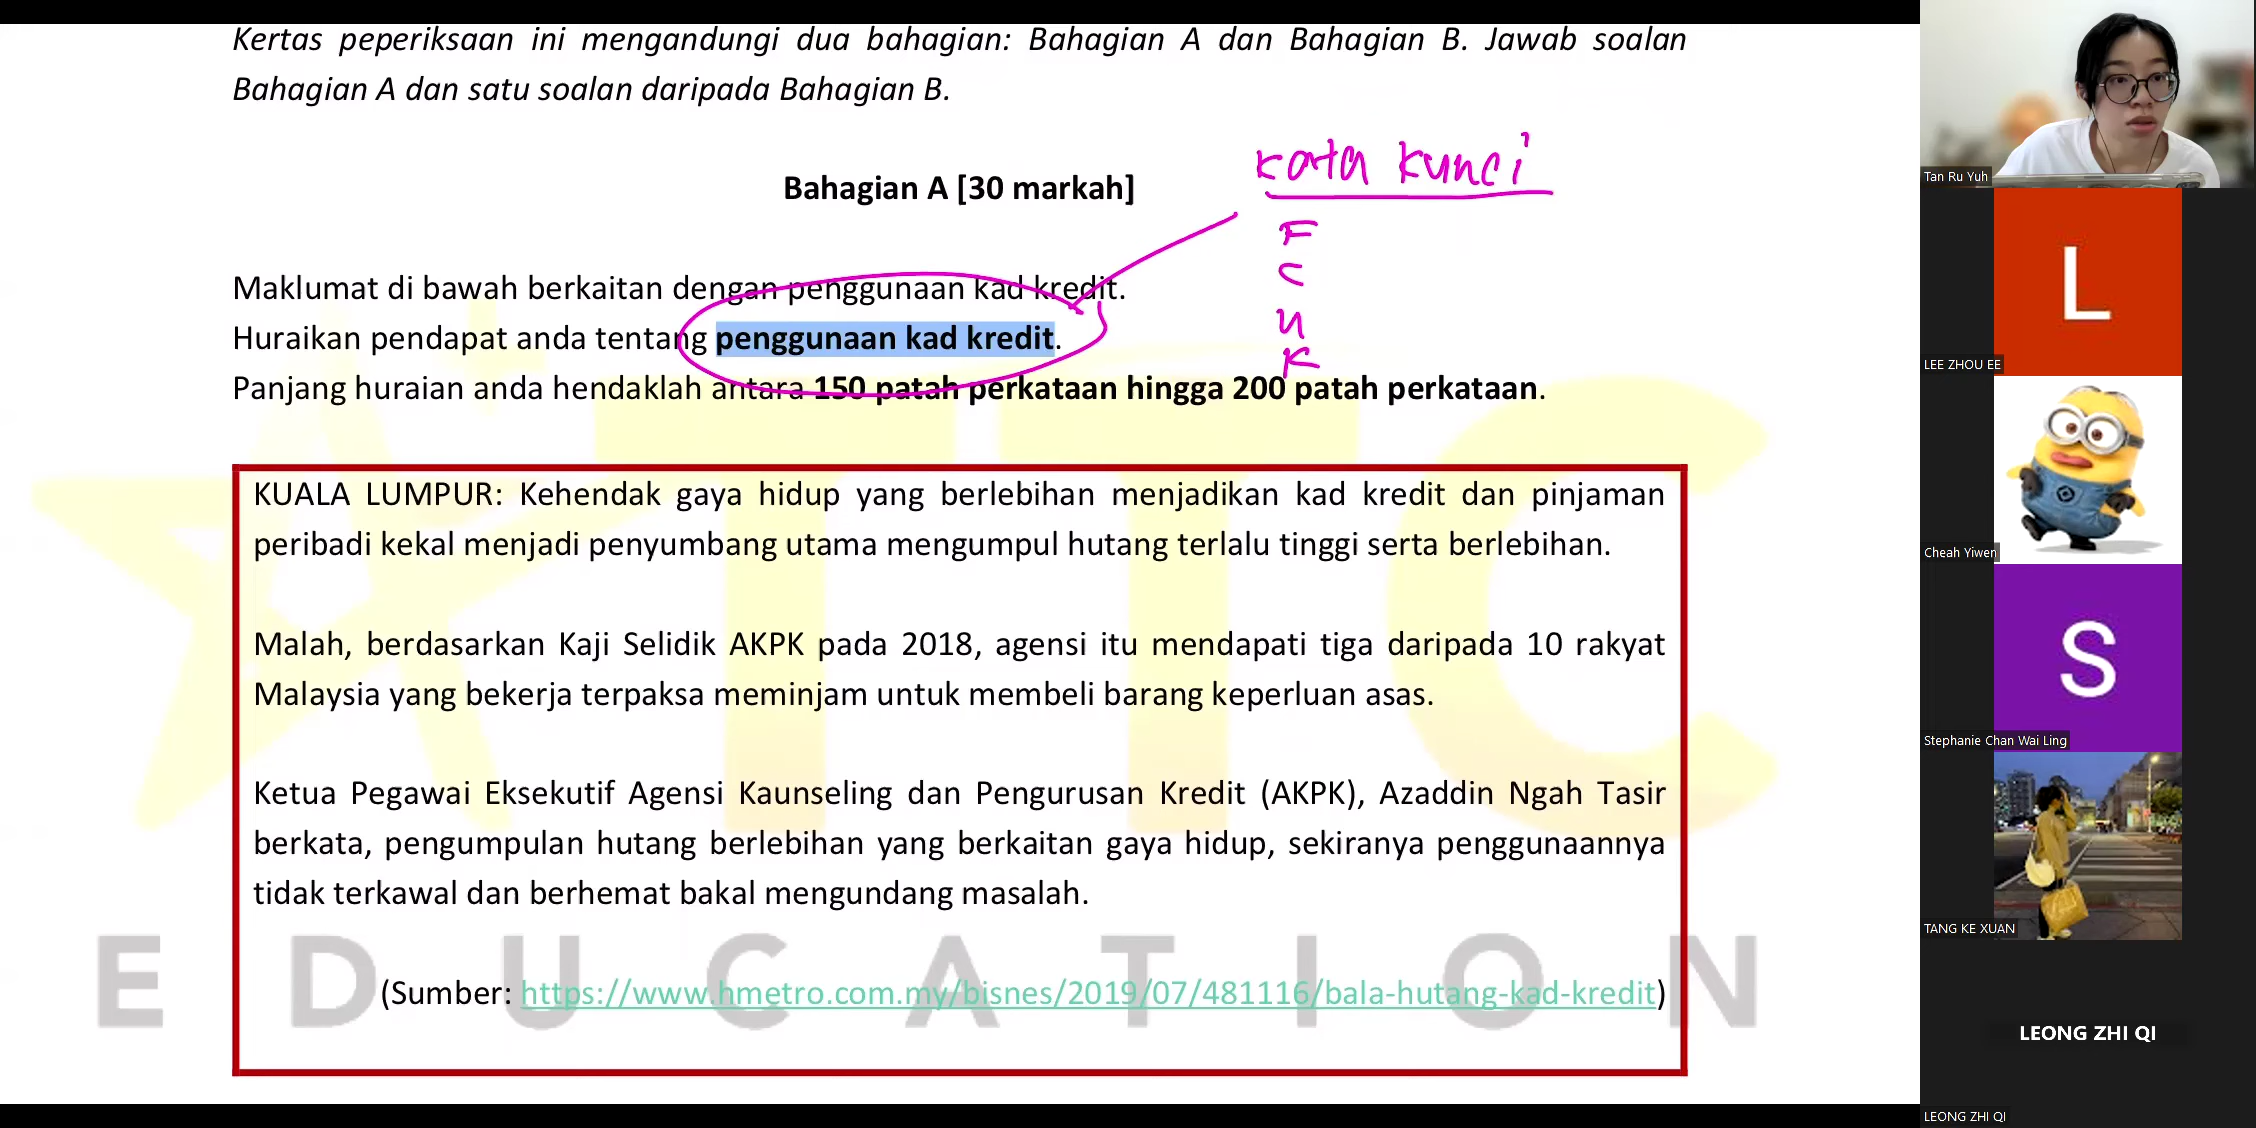 Kertas peperiksaan ini mengandungi dua bahagian: Bahagian A dan Bahagian B. Jawab soalan
Bahagian A dan satu soalan daripada Bahagian B.
Kata Kunci
Bahagian A [30 markah]
F
C
U
K
Maklumat di bawah berkaitan dengan penggunaan kad kredit.
Huraikan pendapat anda tentang penggunaan kad kredit.
Panjang huraian anda hendaklah antara 150 patah perkataan hingga 200 patah perkataan.
KUALA LUMPUR: Kehendak gaya hidup yang berlebihan menjadikan kad kredit dan pinjaman
peribadi kekal menjadi penyumbang utama mengumpul hutang terlalu tinggi serta berlebihan.
Malah, berdasarkan Kaji Selidik AKPK pada 2018, agensi itu mendapati tiga daripada 10 rakyat
Malaysia yang bekerja terpaksa meminjam untuk membeli barang keperluan asas.
Ketua Pegawai Eksekutif Agensi Kaunseling dan Pengurusan Kredit (AKPK), Azaddin Ngah Tasir
berkata, pengumpulan hutang berlebihan yang berkaitan gaya hidup, sekiranya penggunaannya
tidak terkawal dan berhemat bakal mengundang masalah.
(Sumber: https://www.hmetro.com.my/bisnes/2019/07/481116/bala-hutang-kad-kredit)
TTC
EDUCATION
Tan Ru Yuh
L
LEE ZHOU EE
Cheah Yiwen
S
Stephanie Chan Wai Ling
TANG KE XUAN
LEONG ZHI QI
LEONG ZHI QI